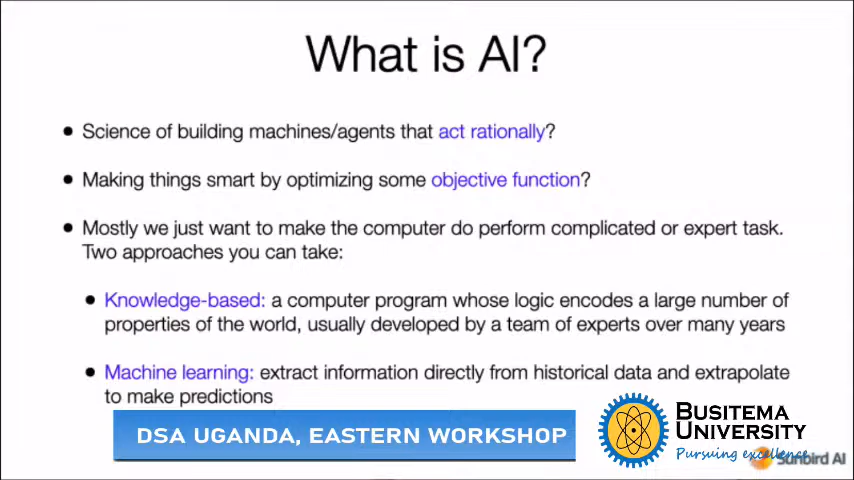 What is AI?
• Science of building machines/agents that act rationally?
• Making things smart by optimizing some objective function?
• Mostly we just want to make the computer do perform complicated or expert task.
Two approaches you can take:
• Knowledge-based: a computer program whose logic encodes a large number of
properties of the world, usually developed by a team of experts over many years
• Machine learning: extract information directly from historical data and extrapolate
to make predictions
DSA UGANDA, EASTERN WORKSHOP
BUSITEMA
UNIVERSITY
Pursuing excellence
Sunbird AI